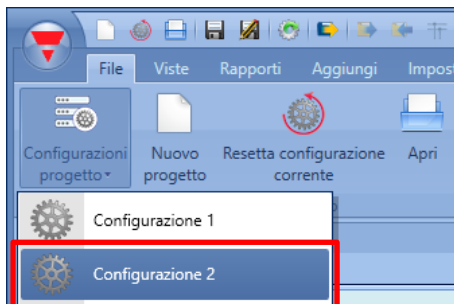 File Viste Rapporti Aggiungi Impost
Configurazioni Nuovo Resetta configurazione Apri
progetto progetto corrente
Configurazione 1
Configurazione 2